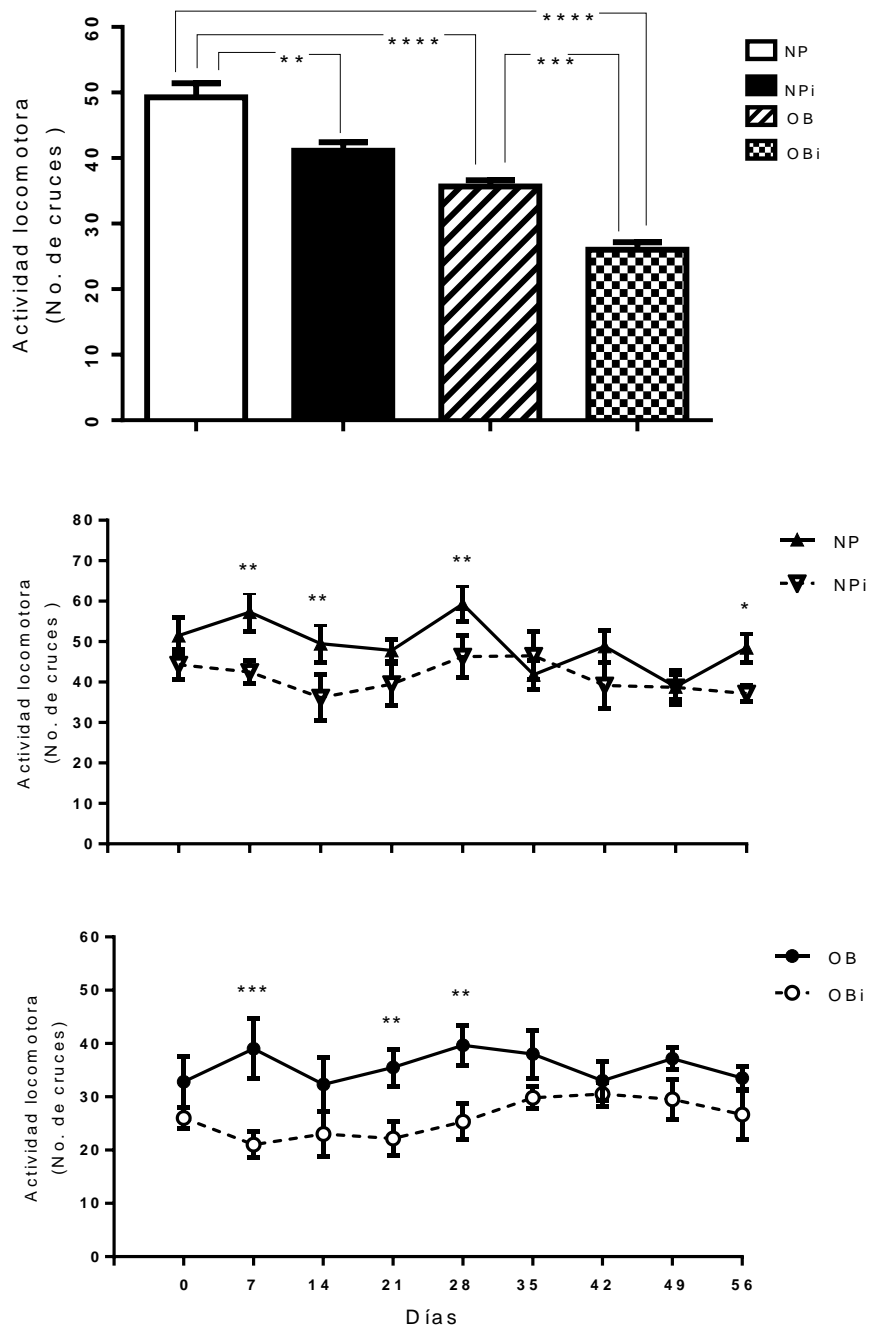 Actividad locomotora
(No. de cruces)
60
50
40
30
20
10
0
****
****
**
***
NP
NPi
OB
OBi
Actividad locomotora
(No. de cruces)
80
70
60
50
40
30
20
10
0
**
**
**
*
NP
NPi
Actividad locomotora
(No. de cruces)
60
50
40
30
20
10
0
***
**
**
OB
OBi
0 7 14 21 28 35 42 49 56
Días